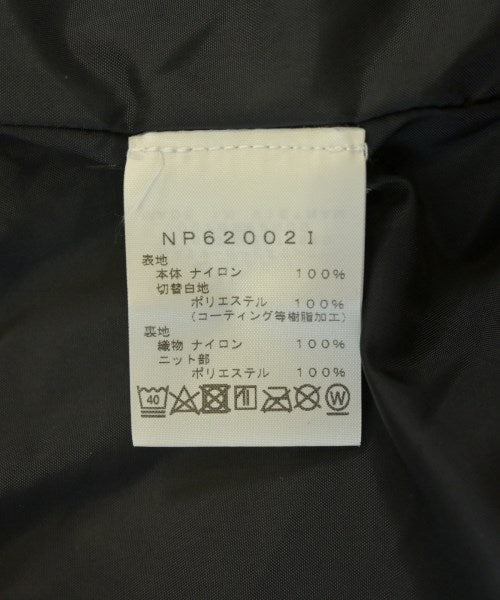 NP62002I
表地
本体 ナイロン 100%
切替白地
ポリエステル 100%
(コーティング等樹脂加工)
裏地
織物 ナイロン 100%
ニット部
ポリエステル 100%
40 W